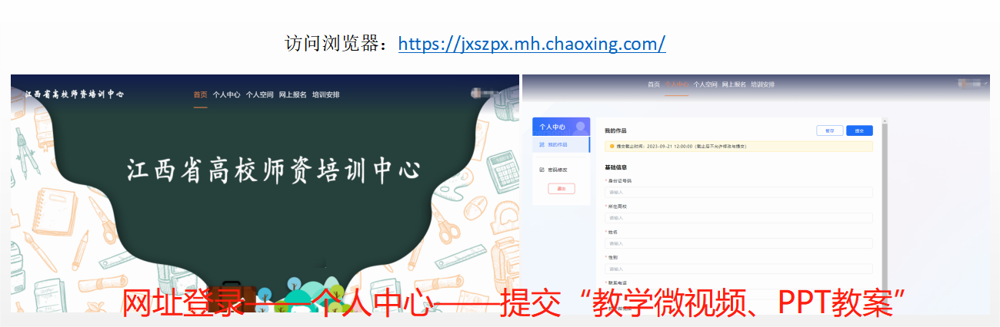 访问浏览器：https://jxszpx.mh.chaoxing.com/
江西省高校师资培训中心
首页 个人中心 个人空间 网上报名 培训安排
江西省高校师资培训中心
首页 个人中心 个人空间 网上报名 培训安排
个人中心
我的作品
密码修改
退出
我的作品
暂存 提交
提交截止时间：2023-09-21 12:00:00（截止后不允许修改与提交）
基础信息
* 身份证号码
请输入
* 所在高校
请输入
* 姓名
请输入
* 性别
请输入
* 联系电话
网址登录——个人中心——提交“教学微视频、PPT教案”